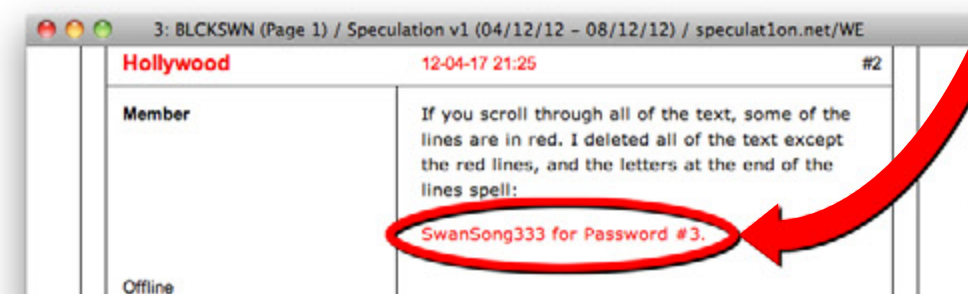 3: BLCKSWN (Page 1) / Speculation v1 (04/12/12 – 08/12/12) / speculat1on.net/WE
Hollywood 12-04-17 21:25 #2
Member
If you scroll through all of the text, some of the
lines are in red. I deleted all of the text except
the red lines, and the letters at the end of the
lines spell:
SwanSong333 for Password #3.
Offline